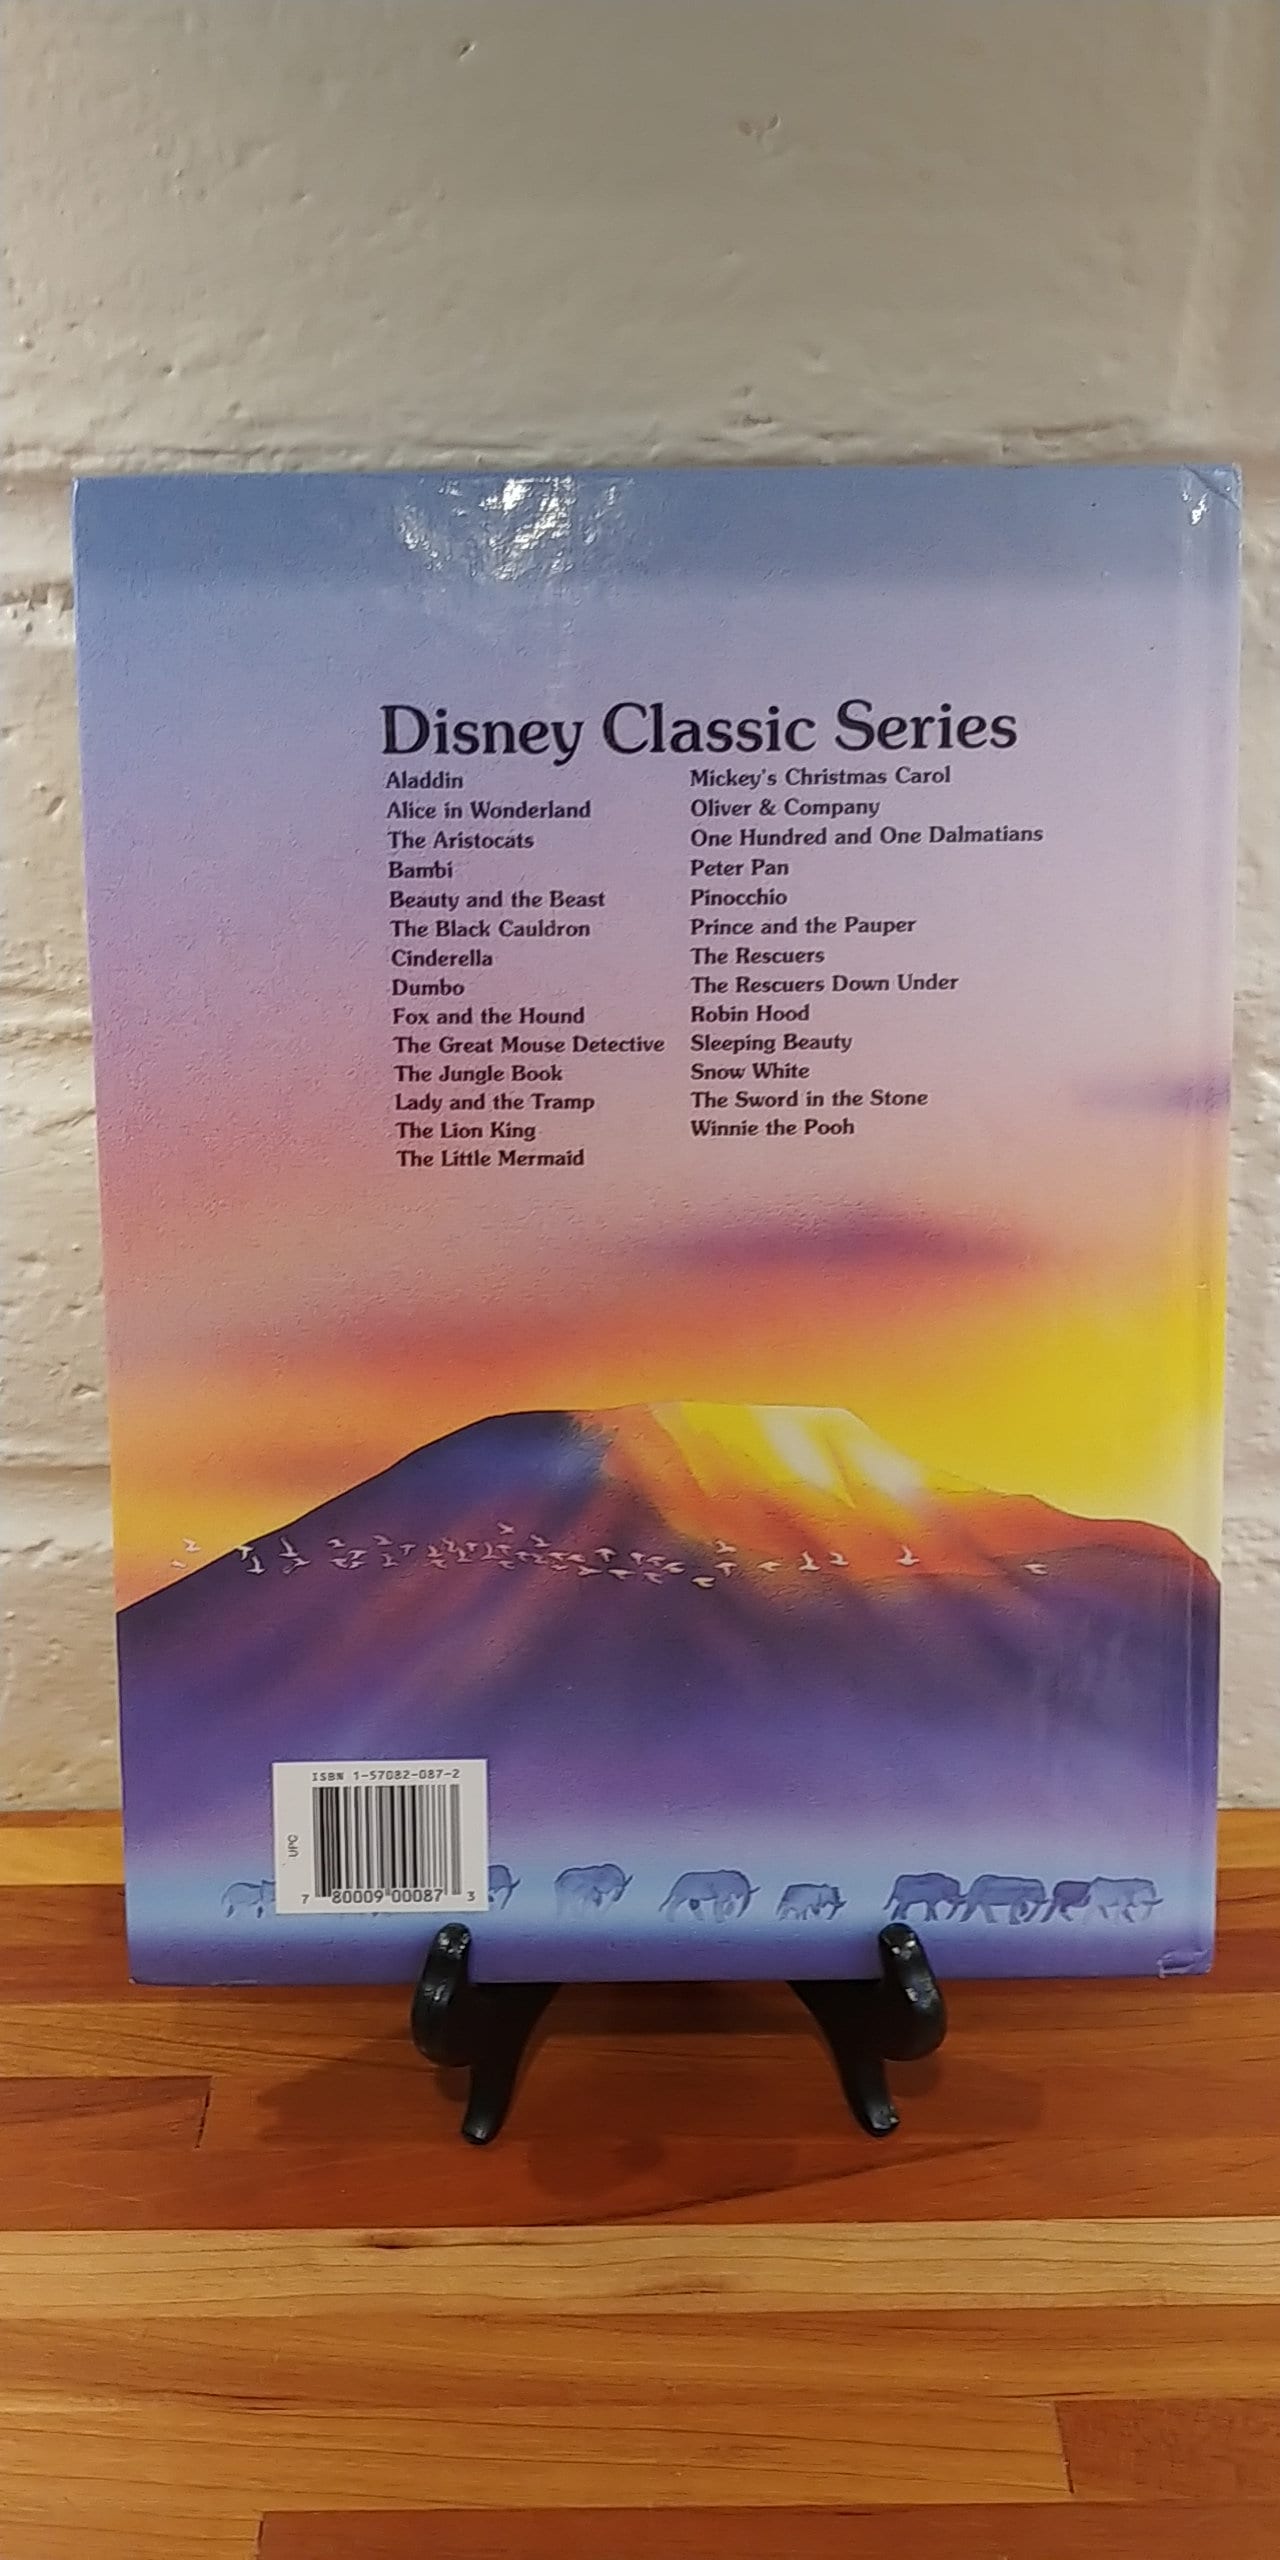 Disney Classic Series
Aladdin
Alice in Wonderland
The Aristocats
Bambi
Beauty and the Beast
The Black Cauldron
Cinderella
Dumbo
Fox and the Hound
The Great Mouse Detective
The Jungle Book
Lady and the Tramp
The Lion King
The Little Mermaid
Mickey's Christmas Carol
Oliver & Company
One Hundred and One Dalmatians
Peter Pan
Pinocchio
Prince and the Pauper
The Rescuers
The Rescuers Down Under
Robin Hood
Sleeping Beauty
Snow White
The Sword in the Stone
Winnie the Pooh
ISBN 1-57082-087-2
UPC
7 80009 00087 3